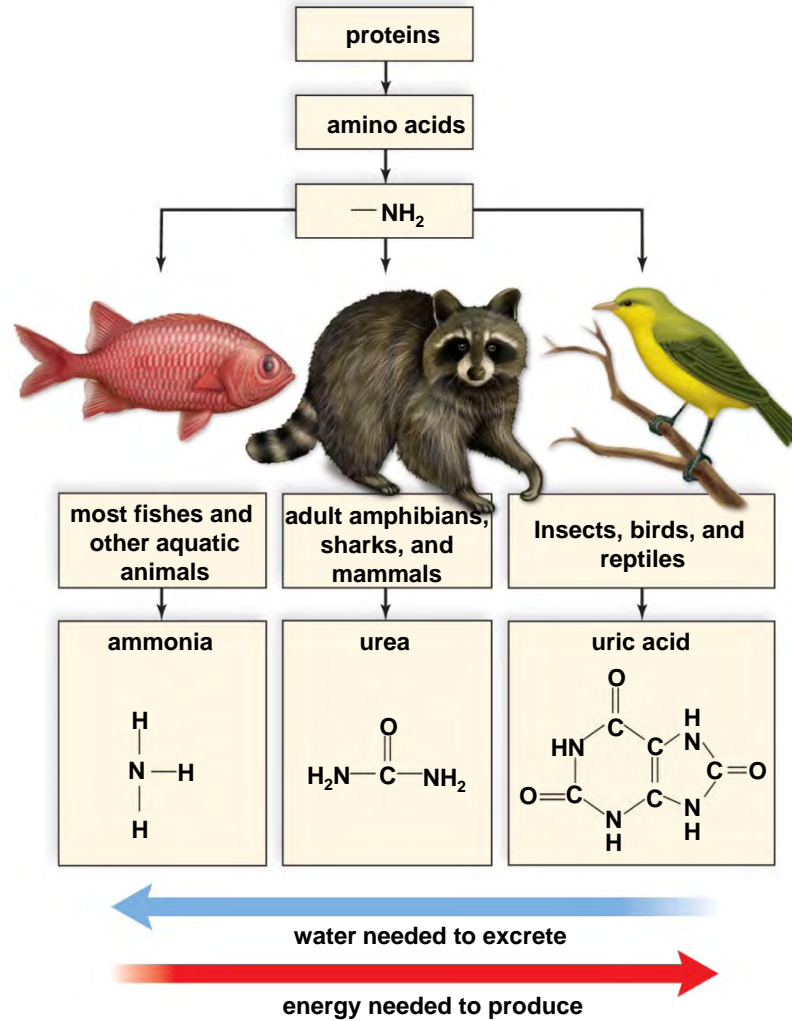 proteins
amino acids
— NH₂
most fishes and
other aquatic
animals
adult amphibians,
sharks, and
mammals
Insects, birds, and
reptiles
ammonia
H
N—H
H
urea
O
H₂N—C—NH₂
uric acid
O
H
C
N
HN
C
C=O
O=C
C
N
N
H
H
water needed to excrete
energy needed to produce